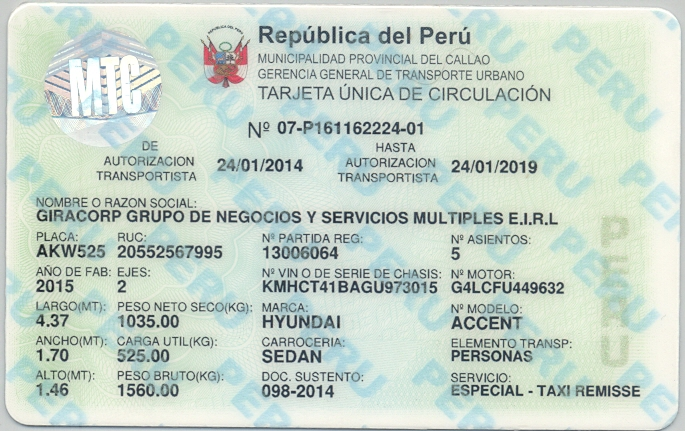 MTC
República del Perú
MUNICIPALIDAD PROVINCIAL DEL CALLAO
GERENCIA GENERAL DE TRANSPORTE URBANO
TARJETA ÚNICA DE CIRCULACIÓN
Nº 07-P161162224-01
DE AUTORIZACION TRANSPORTISTA 24/01/2014 HASTA AUTORIZACION TRANSPORTISTA 24/01/2019
NOMBRE O RAZON SOCIAL:
GIRACORP GRUPO DE NEGOCIOS Y SERVICIOS MULTIPLES E.I.R.L
PLACA: RUC: Nº PARTIDA REG: Nº ASIENTOS:
AKW525 20552567995 13006064 5
AÑO DE FAB: EJES: Nº VIN O DE SERIE DE CHASIS: Nº MOTOR:
2015 2 KMHCT41BAGU973015 G4LCFU449632
LARGO(MT): PESO NETO SECO(KG): MARCA: Nº MODELO:
4.37 1035.00 HYUNDAI ACCENT
ANCHO(MT): CARGA UTIL(KG): CARROCERIA: ELEMENTO TRANSP:
1.70 525.00 SEDAN PERSONAS
ALTO(MT): PESO BRUTO(KG): DOC. SUSTENTO: SERVICIO:
1.46 1560.00 098-2014 ESPECIAL - TAXI REMISSE
PERU